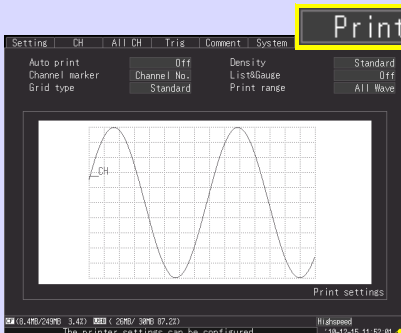 Print
Setting CH All CH Trig Comment System
Auto print Off Density Standard
Channel marker Channel No. List&Gauge Off
Grid type Standard Print range All Wave
CH
Print settings
CF(8.4MB/249MB 3.4%) USB( 26MB/ 30MB 87.2%) Highspeed
The printer settings can be configured '10-12-15 11:52:01